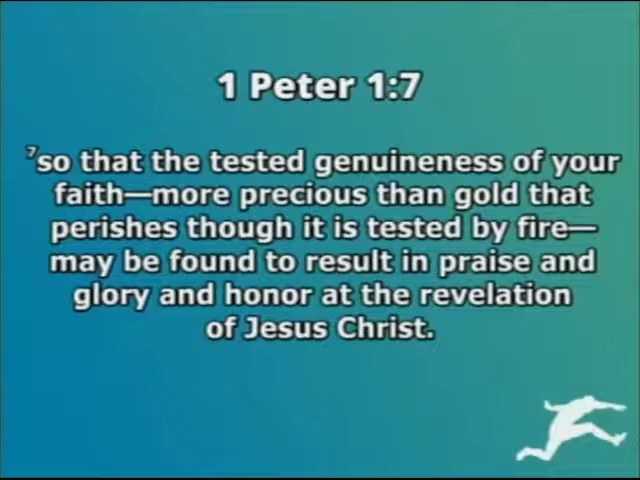 1 Peter 1:7
7so that the tested genuineness of your
faith—more precious than gold that
perishes though it is tested by fire—
may be found to result in praise and
glory and honor at the revelation
of Jesus Christ.